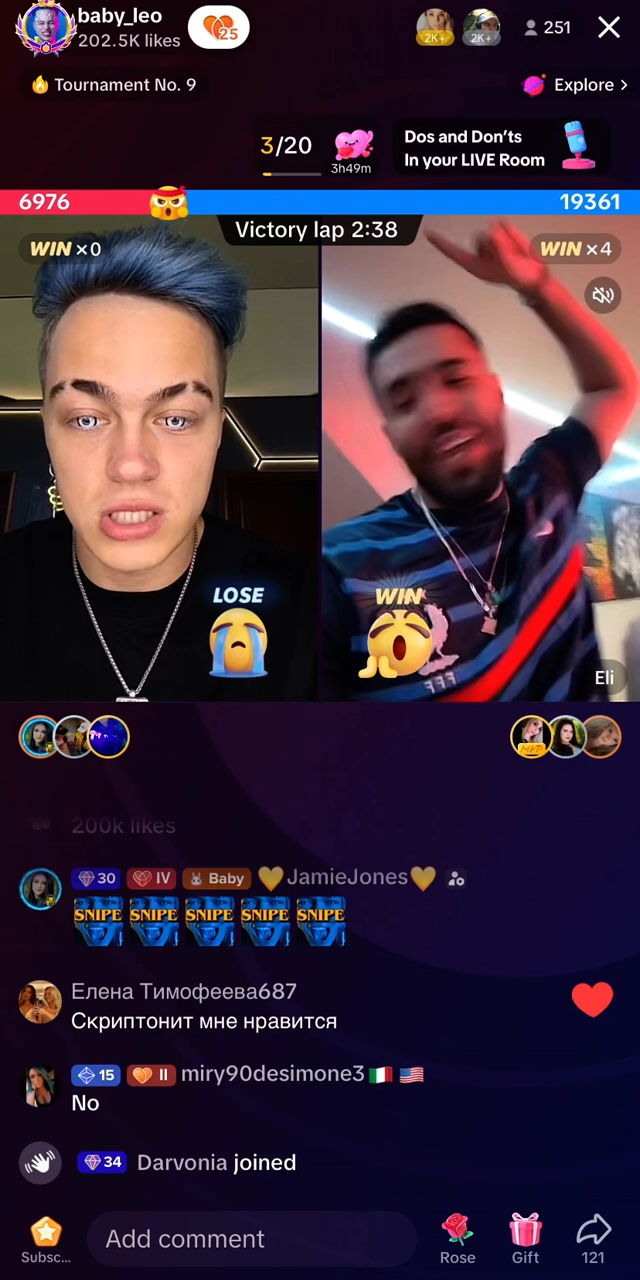 baby_leo
202.5K likes
25
2K+
2K+
251
Tournament No. 9
Explore
3/20
3h49m
Dos and Don'ts
In your LIVE Room
6976
19361
Victory lap 2:38
WIN ×0
WIN ×4
LOSE
WIN
Eli
200k likes
30 IV Baby 💛JamieJones💛
SNIPE SNIPE SNIPE SNIPE SNIPE
Елена Тимофеева687
Скриптонит мне нравится
15 II miry90desimone3🇮🇹 🇺🇸
No
34 Darvonia joined
Add comment
Subsc...
Rose
Gift
121